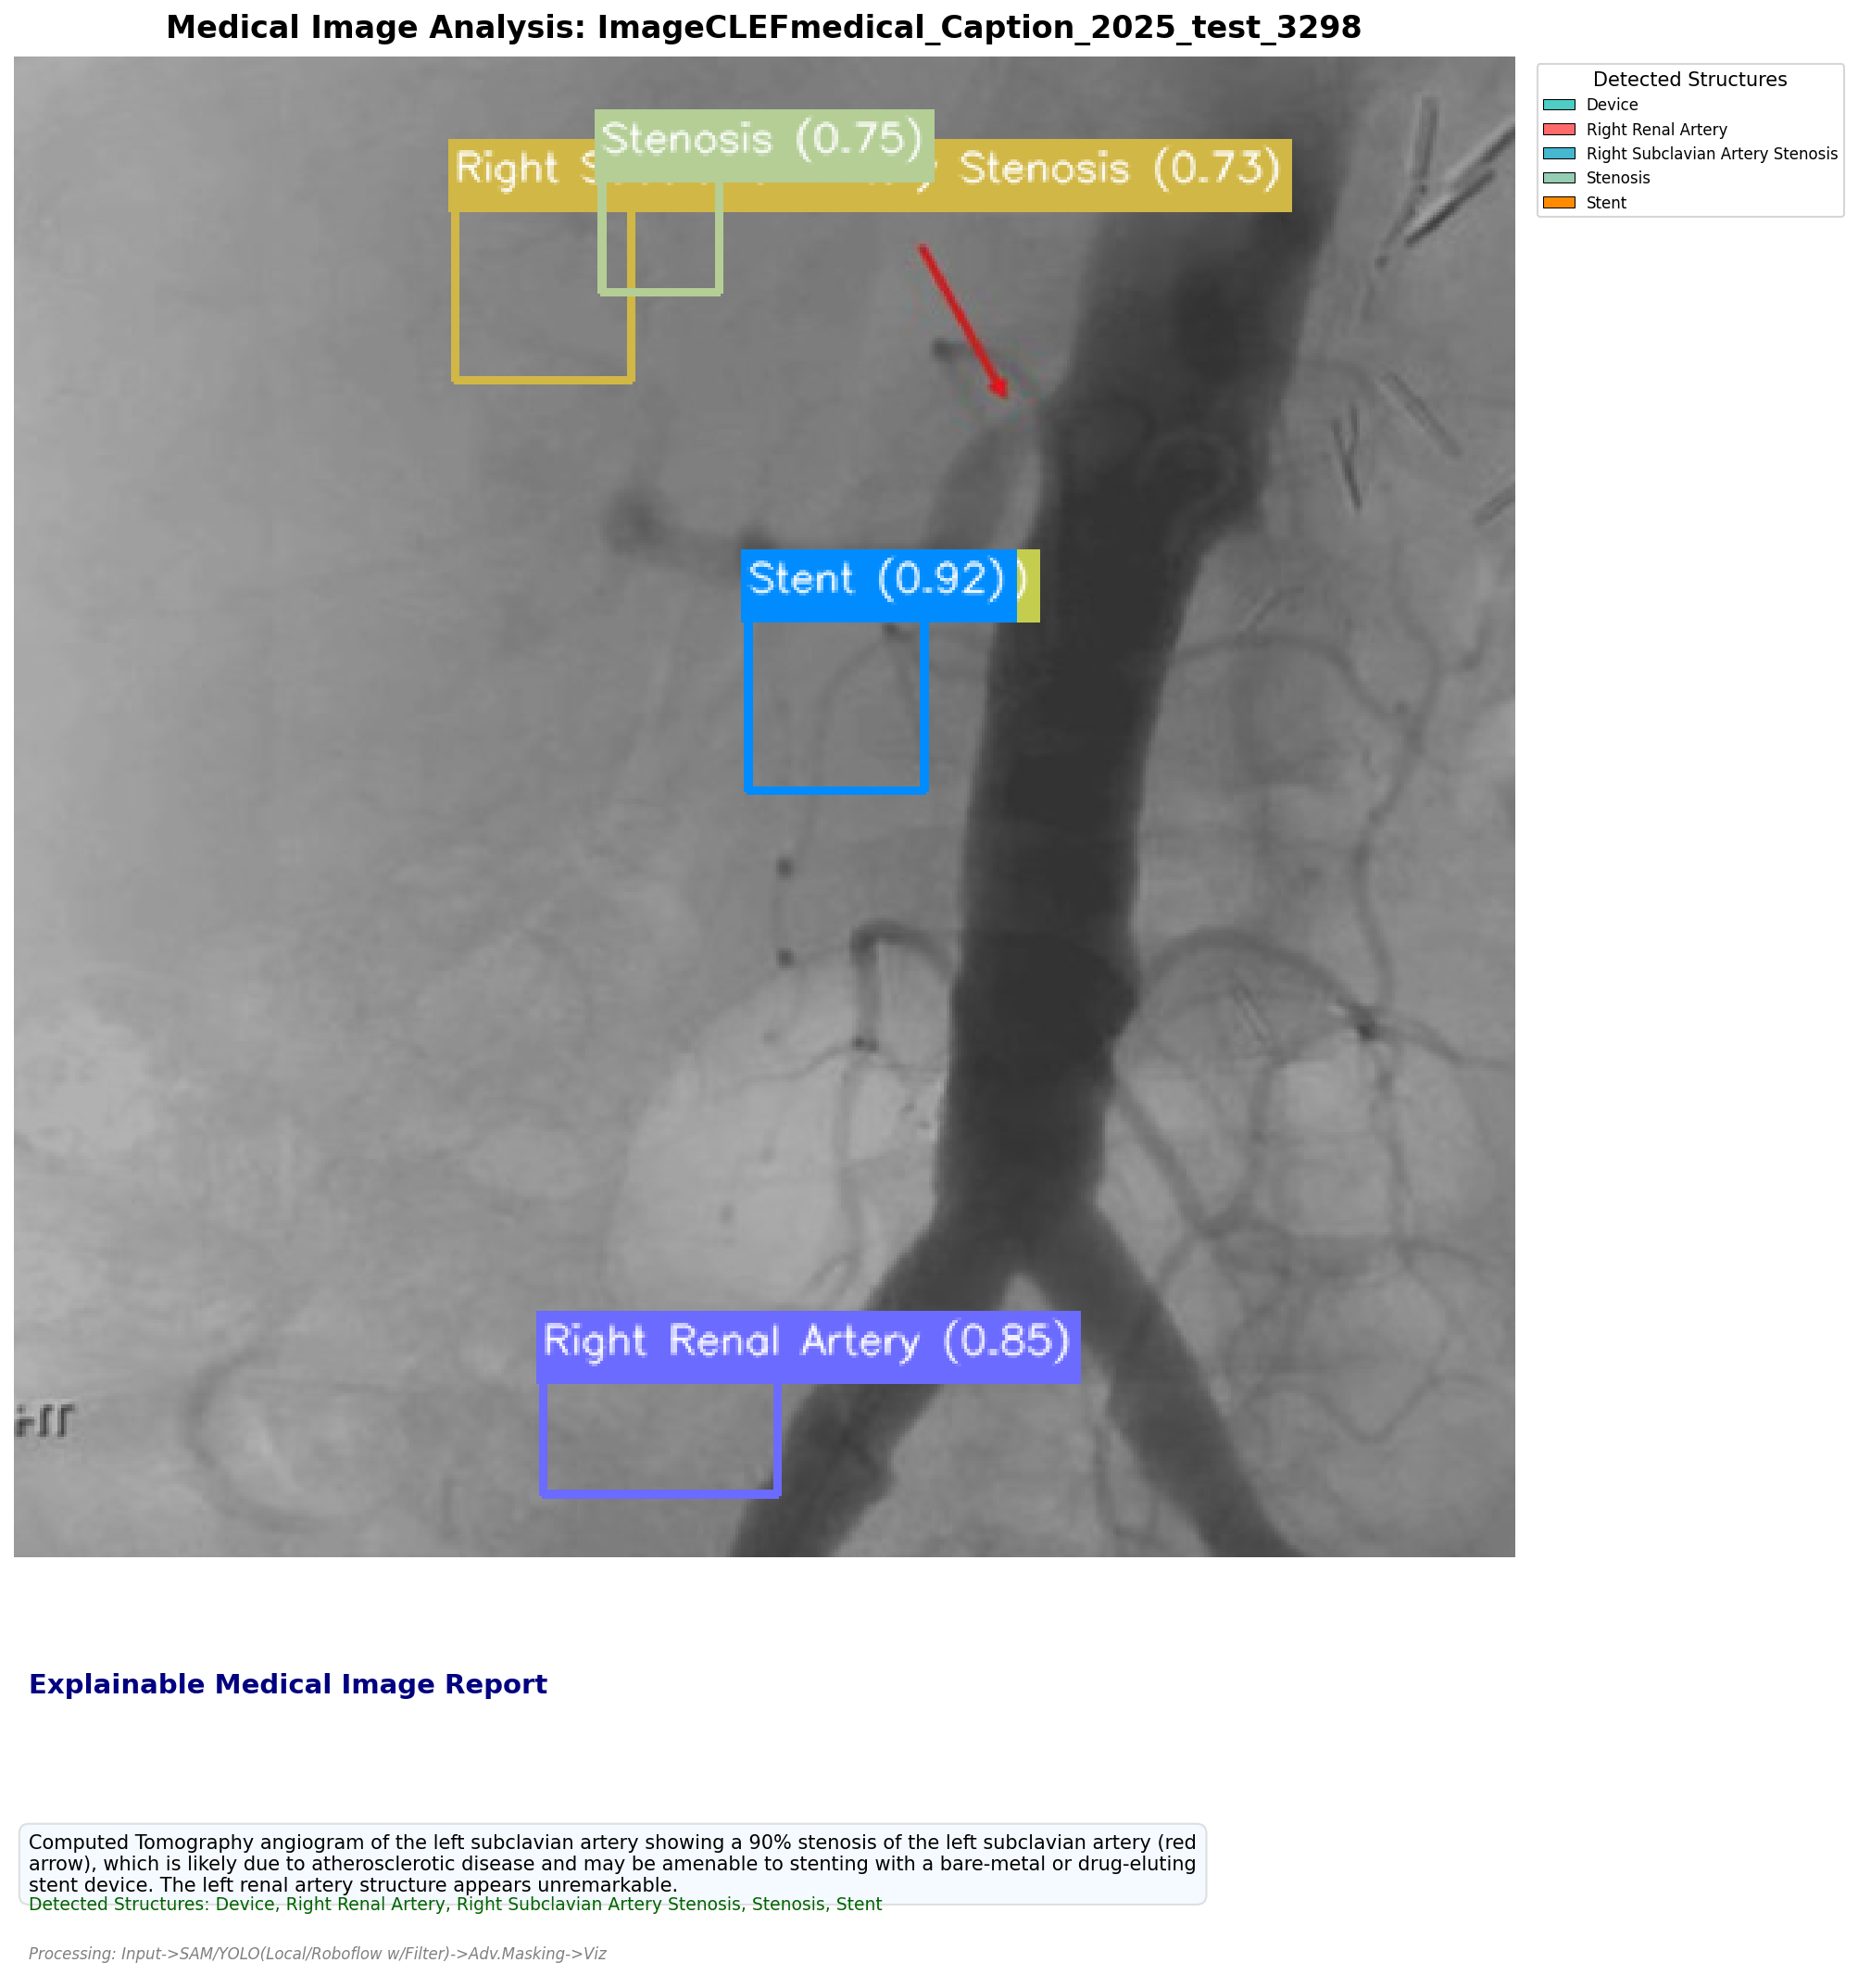 Medical Image Analysis: ImageCLEFmedical_Caption_2025_test_3298
Detected Structures
Device
Right Renal Artery
Right Subclavian Artery Stenosis
Stenosis
Stent
Stenosis (0.75)
Right Stenosis (0.73)
Stent (0.92)
Right Renal Artery (0.85)
Explainable Medical Image Report
Computed Tomography angiogram of the left subclavian artery showing a 90% stenosis of the left subclavian artery (red
arrow), which is likely due to atherosclerotic disease and may be amenable to stenting with a bare-metal or drug-eluting
stent device. The left renal artery structure appears unremarkable.
Detected Structures: Device, Right Renal Artery, Right Subclavian Artery Stenosis, Stenosis, Stent
Processing: Input->SAM/YOLO(Local/Roboflow w/Filter)->Adv.Masking->Viz